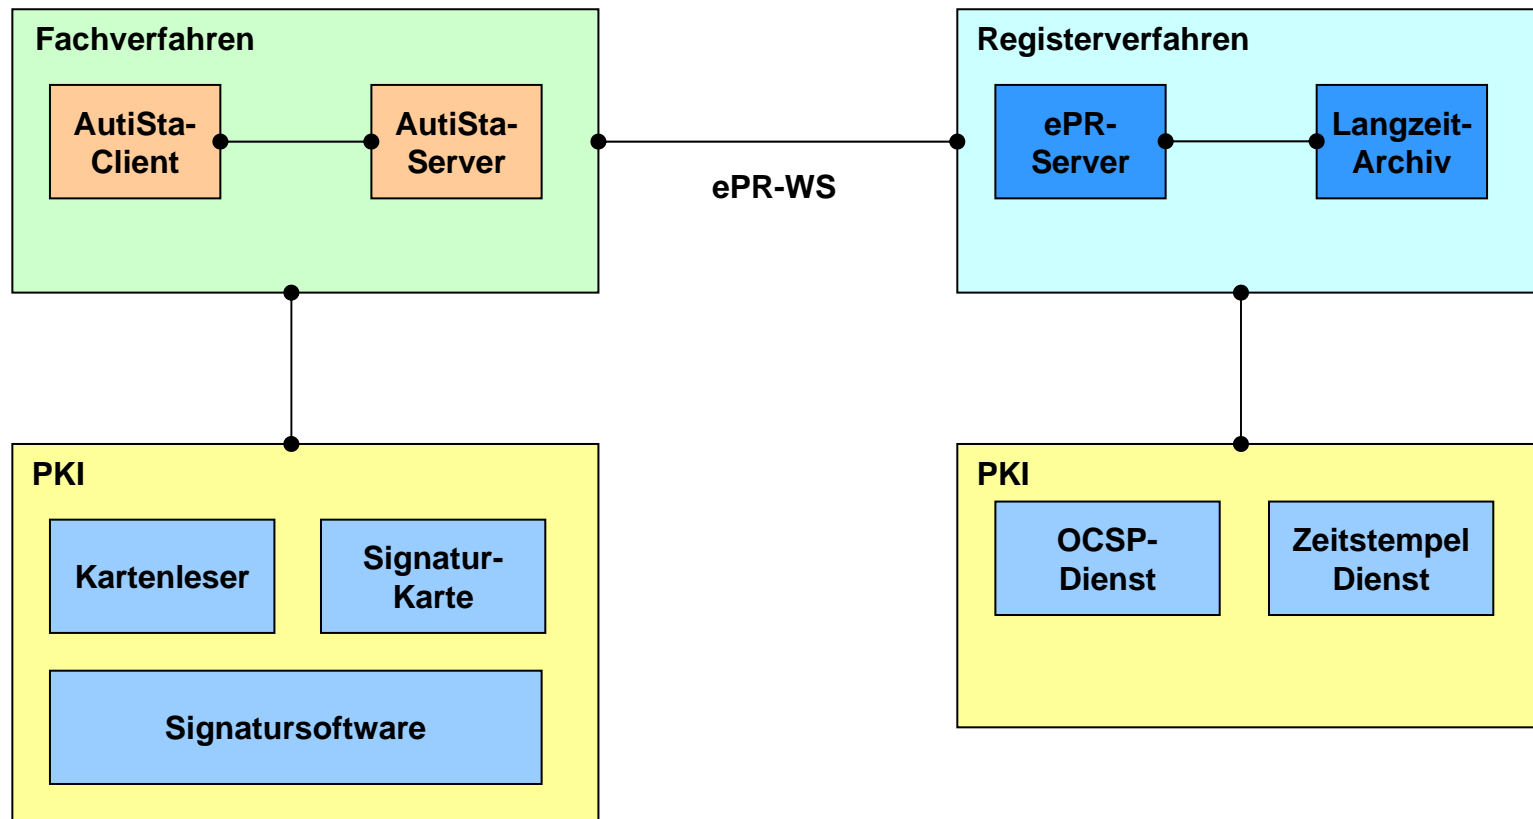 Fachverfahren
AutiSta-
Client
AutiSta-
Server
ePR-WS
Registerverfahren
ePR-
Server
Langzeit-
Archiv
PKI
Kartenleser
Signatur-
Karte
Signatursoftware
PKI
OCSP-
Dienst
Zeitstempel
Dienst